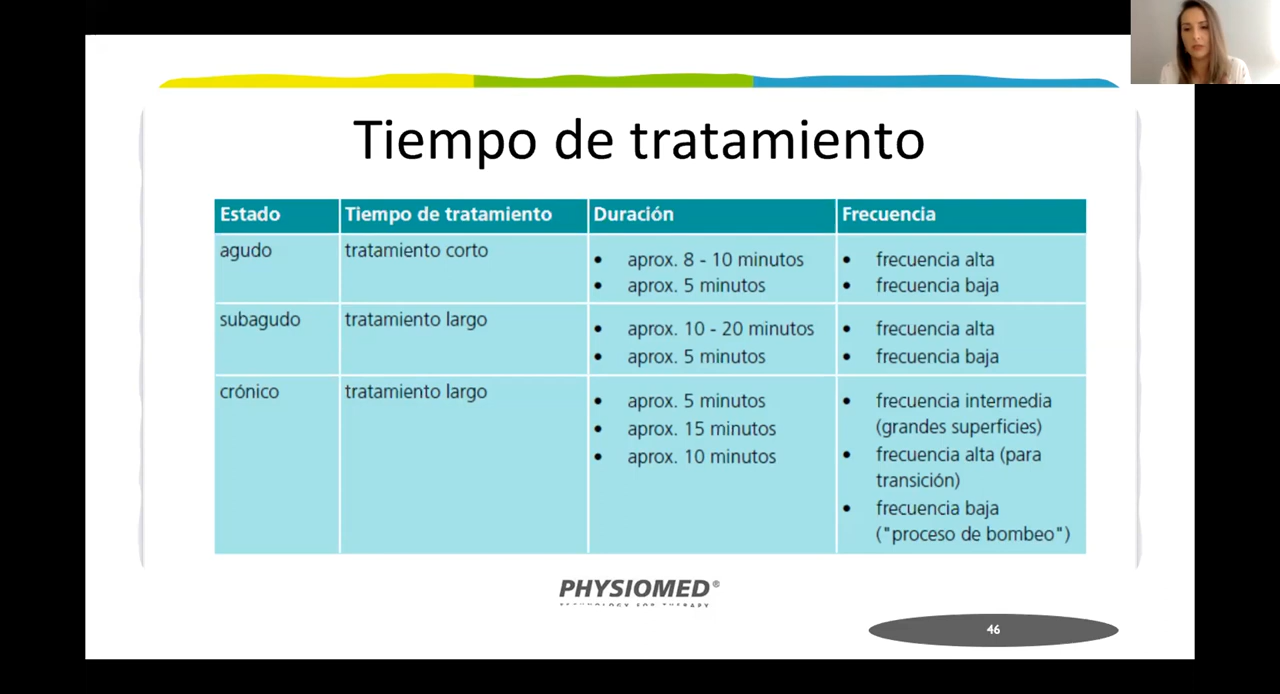 Tiempo de tratamiento
Estado Tiempo de tratamiento Duración Frecuencia
agudo tratamiento corto
• aprox. 8 - 10 minutos • frecuencia alta
• aprox. 5 minutos • frecuencia baja
subagudo tratamiento largo
• aprox. 10 - 20 minutos • frecuencia alta
• aprox. 5 minutos • frecuencia baja
crónico tratamiento largo
• aprox. 5 minutos • frecuencia intermedia
(grandes superficies)
• aprox. 15 minutos
• frecuencia alta (para
• aprox. 10 minutos
transición)
• frecuencia baja
("proceso de bombeo")
PHYSIOMED®
46